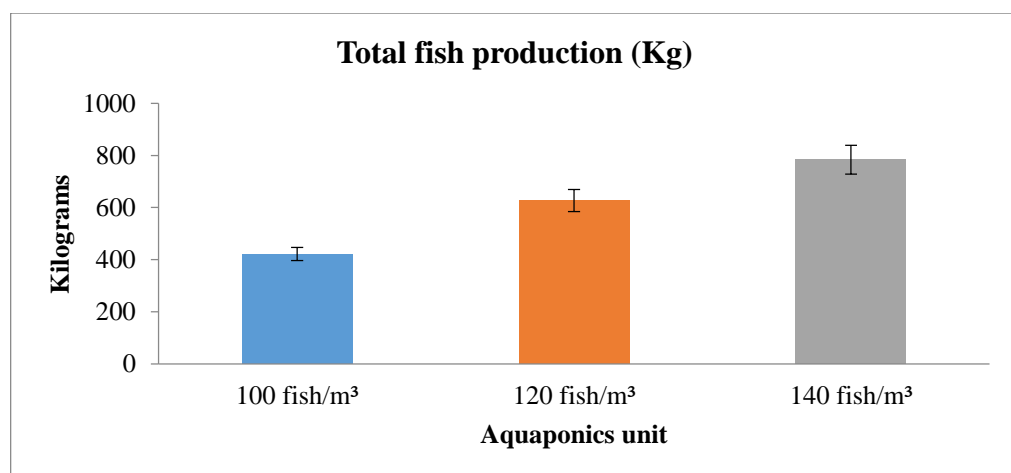 Total fish production (Kg)
1000
800
600
400
200
0
Kilograms
100 fish/m³
120 fish/m³
140 fish/m³
Aquaponics unit